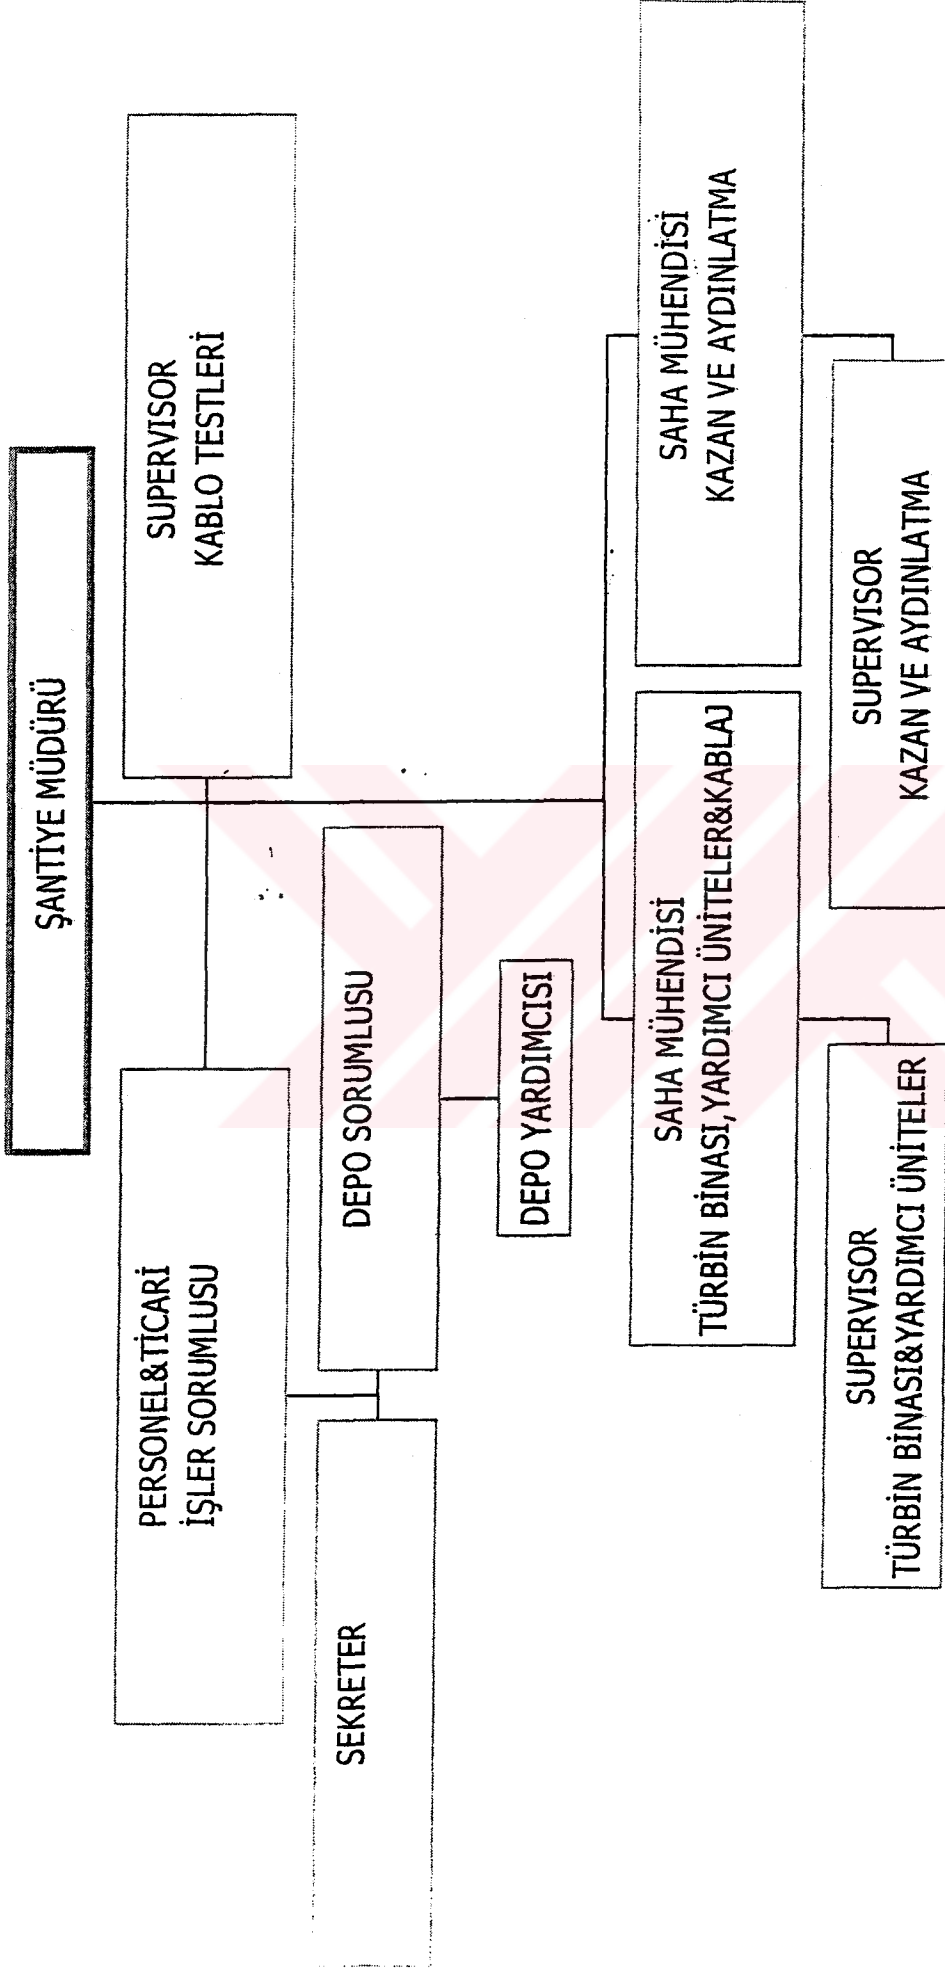 ŞANTİYE MÜDÜRÜ
PERSONEL&TİCARİ
İŞLER SORUMLUSU
SUPERVISOR
KABLO TESTLERİ
SEKRETER
DEPO SORUMLUSU
DEPO YARDIMCISI
SAHA MÜHENDİSİ
TÜRBİN BİNASI,YARDIMCI ÜNİTELER&KABLAJ
SAHA MÜHENDİSİ
KAZAN VE AYDINLATMA
SUPERVISOR
TÜRBİN BİNASI&YARDIMCI ÜNİTELER
SUPERVISOR
KAZAN VE AYDINLATMA